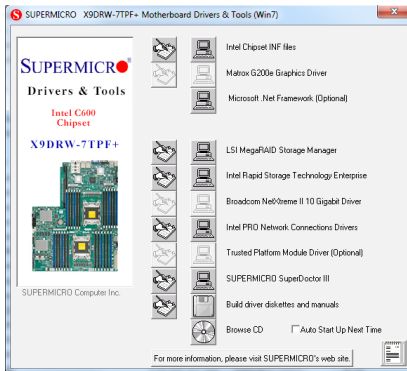 SUPERMICRO X9DRW-7TPF+ Motherboard Drivers & Tools (Win7)
SUPERMICR
Drivers & Tools
Intel C600
Chipset
X9DRW-7TPF+
SUPERMICRO Computer Inc.
Intel Chipset INF files
Matrox G200e Graphics Driver
Microsoft .Net Framework (Optional)
LSI MegaRAID Storage Manager
Intel Rapid Storage Technology Enterprise
Broadcom NetXtreme II 10 Gigabit Driver
Intel PRO Network Connections Drivers
Trusted Platform Module Driver (Optional)
SUPERMICRO SuperDoctor III
Build driver diskettes and manuals
Browse CD
Auto Start Up Next Time
For more information, please visit SUPERMICRO's web site.